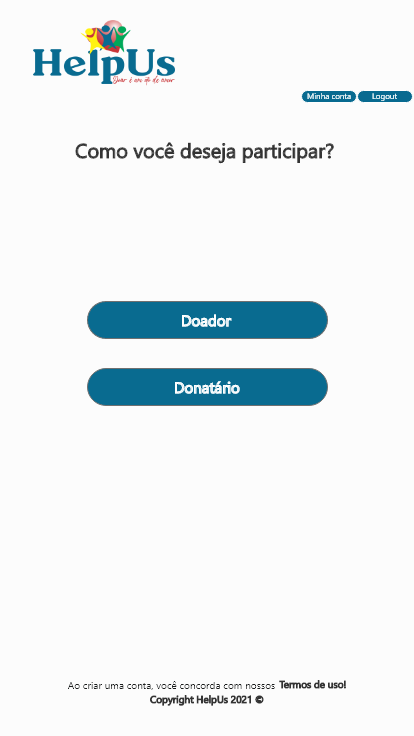 HelpUs
Doar é um ato de amor
Minha conta Logout
Como você deseja participar?
Doador
Donatário
Ao criar uma conta, você concorda com nossos Termos de uso!
Copyright HelpUs 2021 ©